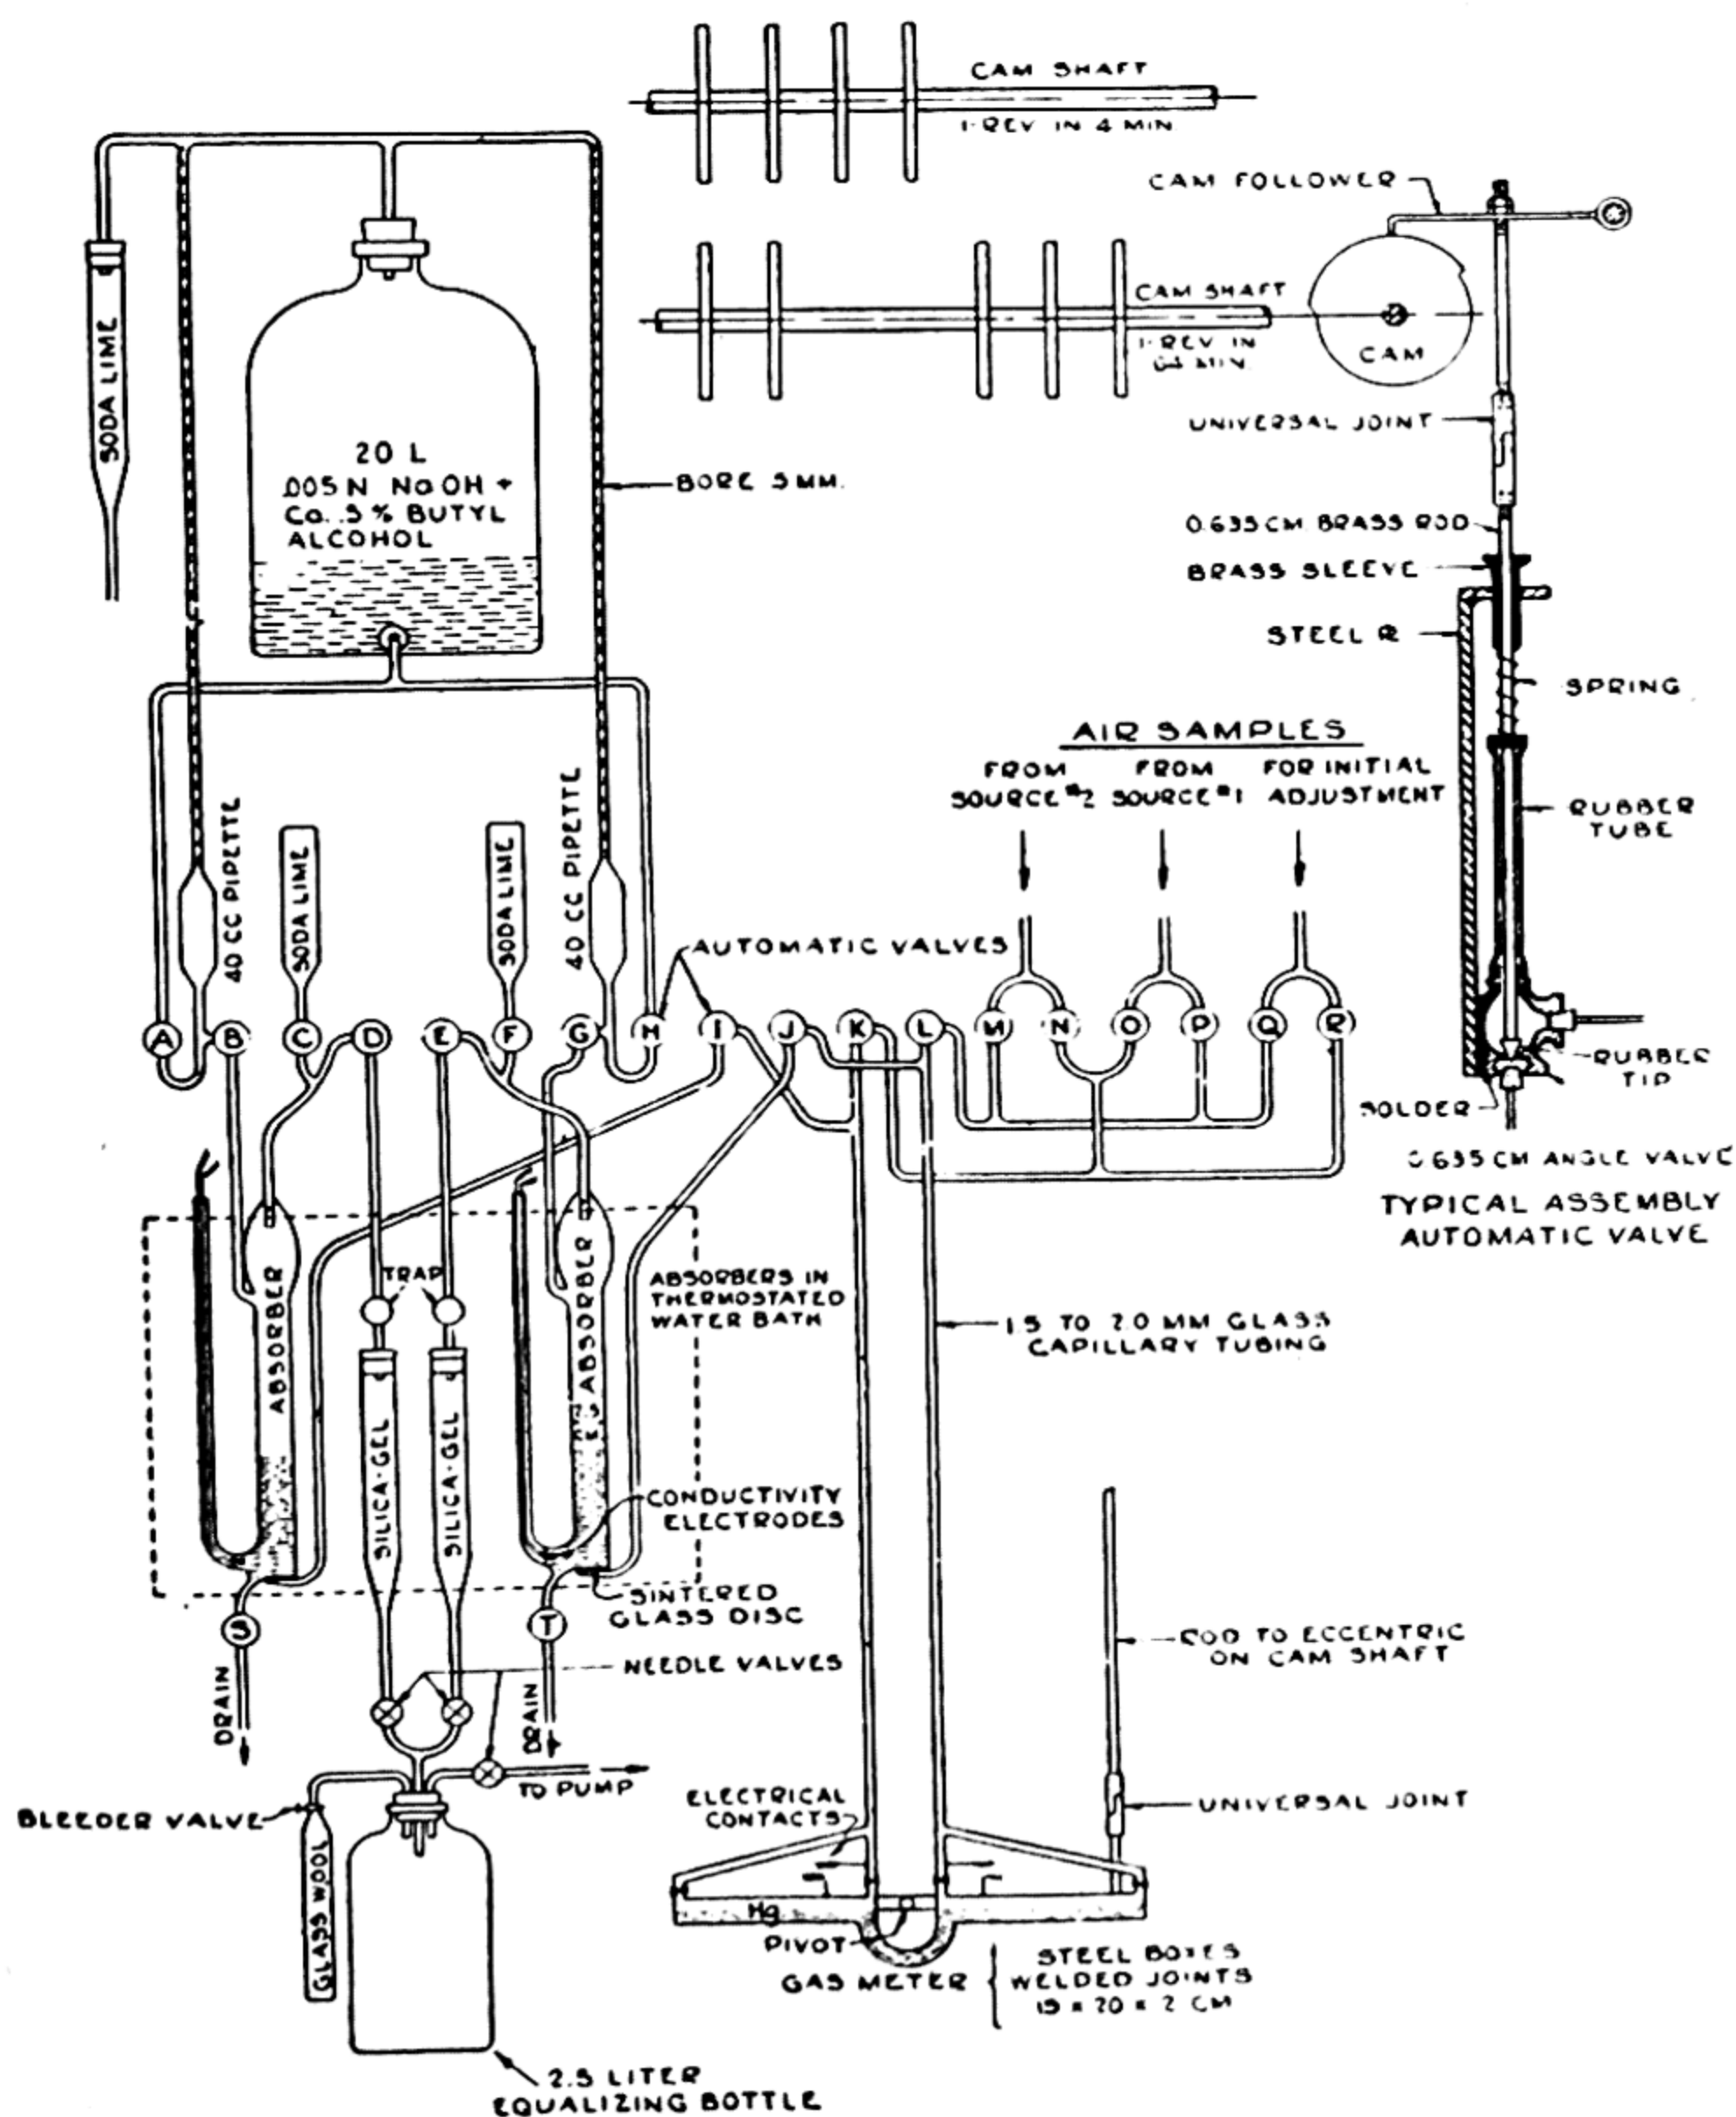 CAM SHAFT
1-REV IN 4 MIN
CAM FOLLOWER
CAM SHAFT
1-REV IN
64 MIN.
CAM
SODA LIME
20 L
.005 N NaOH +
Ca. .5 % BUTYL
ALCOHOL
BORE 5 MM.
UNIVERSAL JOINT
0.635 CM. BRASS ROD
BRASS SLEEVE
STEEL R
SPRING
RUBBER
TUBE
AIR SAMPLES
FROM
SOURCE #2
FROM
SOURCE #1
FOR INITIAL
ADJUSTMENT
40 CC PIPETTE
SODA LIME
SODA LIME
40 CC PIPETTE
AUTOMATIC VALVES
A B C D E F G H I J K L M N O P Q R
RUBBER
TIP
SOLDER
0.635 CM ANGLE VALVE
TYPICAL ASSEMBLY
AUTOMATIC VALVE
ABSORBER
TRAP
ABSORBER
ABSORBERS IN
THERMOSTATED
WATER BATH
1.5 TO 2.0 MM GLASS
CAPILLARY TUBING
SILICA-GEL
SILICA-GEL
CONDUCTIVITY
ELECTRODES
SINTERED
GLASS DISC
S
T
DRAIN
DRAIN
NEEDLE VALVES
ROD TO ECCENTRIC
ON CAM SHAFT
TO PUMP
BLEEDER VALVE
GLASS WOOL
ELECTRICAL
CONTACTS
UNIVERSAL JOINT
Hg
PIVOT
GAS METER
STEEL BOXES
WELDED JOINTS
15 x 20 x 2 CM
2.5 LITER
EQUALIZING BOTTLE